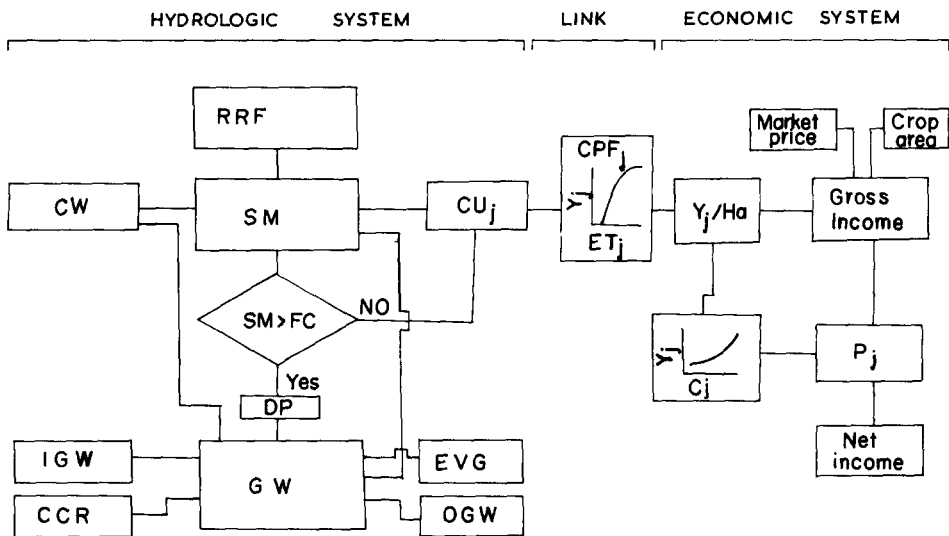 HYDROLOGIC SYSTEM LINK ECONOMIC SYSTEM
RRF
Market
price
Crop
area
CPFj
CW
SM
CUj
Yj
ETj
Yj/Ha
Gross
Income
SM>FC
NO
Yes
DP
Yj
Cj
Pj
IGW
GW
EVG
Net
income
CCR
OGW